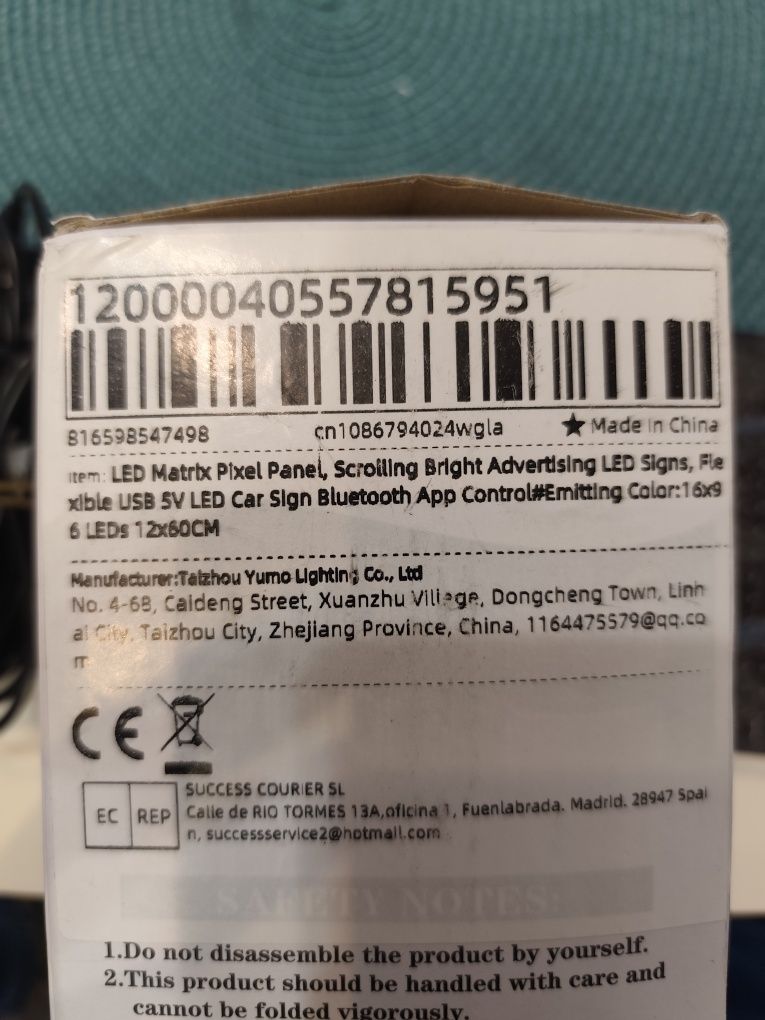 12000040557815951
816598547498 cn1086794024wgla ★ Made In China
Item: LED Matrix Pixel Panel, Scrolling Bright Advertising LED Signs, Fle
xible USB 5V LED Car Sign Bluetooth App Control#Emitting Color:16x9
6 LEDs 12x60CM
Manufacturer:Taizhou Yumo Lighting Co., Ltd
No. 4-68, Caideng Street, Xuanzhu Village, Dongcheng Town, Linh
ai City, Taizhou City, Zhejiang Province, China, 1164475579@qq.co
m
CE
EC REP
SUCCESS COURIER SL
Calle de RIO TORMES 13A,oficina 1, Fuenlabrada. Madrid. 28947 Spai
n, successservice2@hotmail.com
SAFETY NOTES:
1.Do not disassemble the product by yourself.
2.This product should be handled with care and
cannot be folded vigorously.